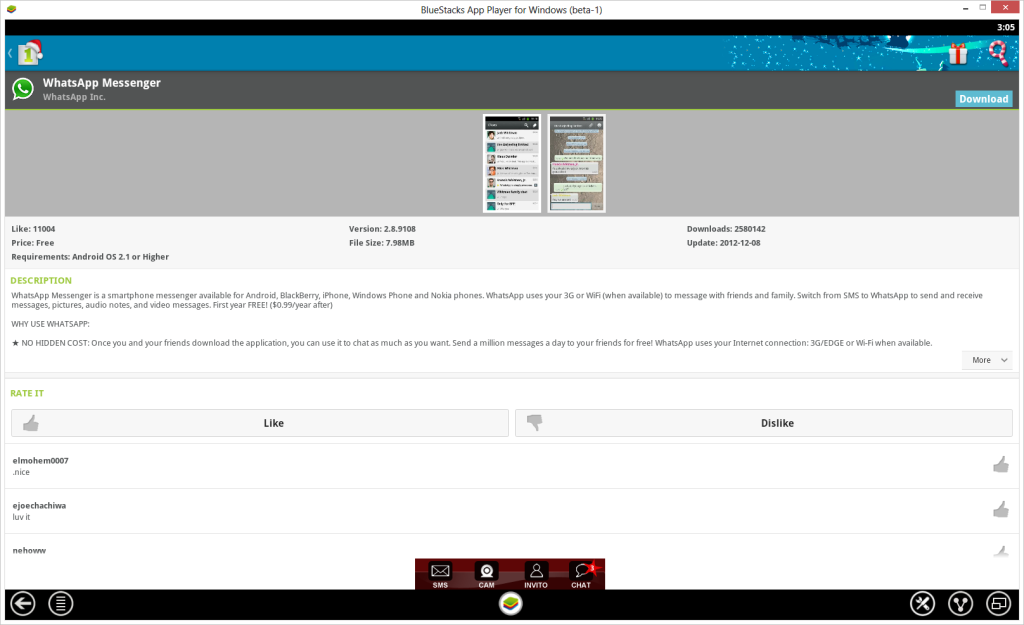 BlueStacks App Player for Windows (beta-1)
3:05
1
WhatsApp Messenger
WhatsApp Inc.
Download
Like: 11004
Version: 2.8.9108
Downloads: 2580142
Price: Free
File Size: 7.98MB
Update: 2012-12-08
Requirements: Android OS 2.1 or Higher
DESCRIPTION
WhatsApp Messenger is a smartphone messenger available for Android, BlackBerry, iPhone, Windows Phone and Nokia phones. WhatsApp uses your 3G or WiFi (when available) to message with friends and family. Switch from SMS to WhatsApp to send and receive
messages, pictures, audio notes, and video messages. First year FREE! ($0.99/year after)
WHY USE WHATSAPP:
★ NO HIDDEN COST: Once you and your friends download the application, you can use it to chat as much as you want. Send a million messages a day to your friends for free! WhatsApp uses your Internet connection: 3G/EDGE or Wi-Fi when available.
More
RATE IT
Like
Dislike
elmohem0007
.nice
ejoechachiwa
luv it
nehoww
SMS
CAM
INVITO
CHAT